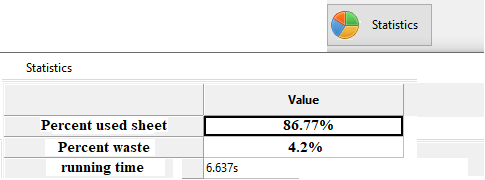 Statistics
Statistics
Value
Percent used sheet 86.77%
Percent waste 4.2%
running time 6.637s